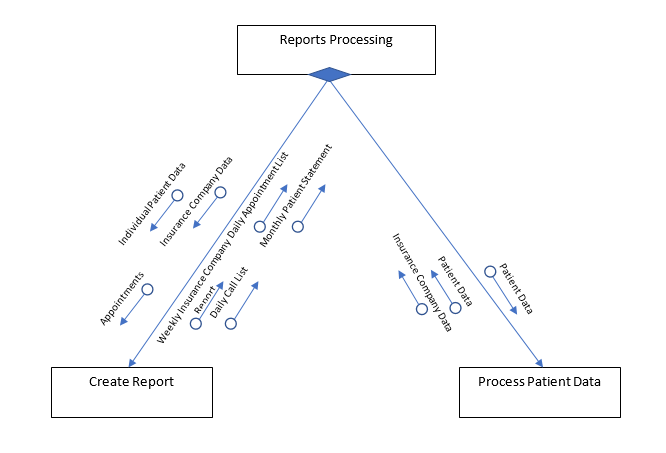 Reports Processing
Individual Patient Data
Insurance Company Data
Daily Appointment List
Monthly Patient Statement
Appointments
Weekly Insurance Company
Report
Daily Call List
Insurance Company Data
Patient Data
Patient Data
Create Report
Process Patient Data